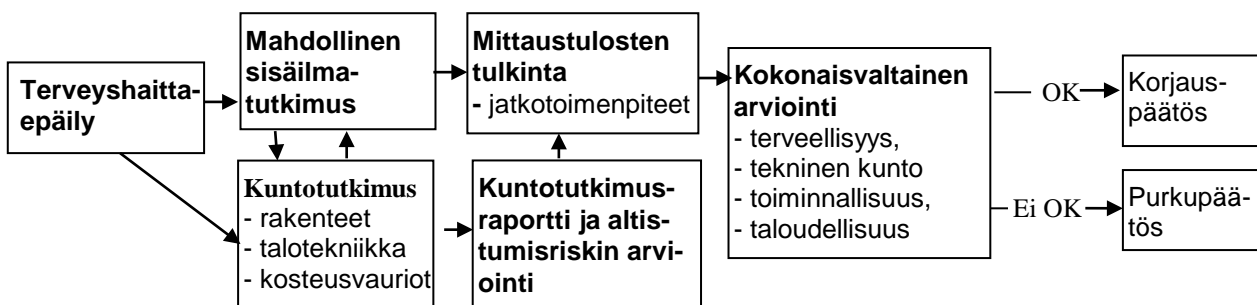 Terveyshaitta-
epäily
Mahdollinen
sisäilma-
tutkimus
Kuntotutkimus
- rakenteet
- talotekniikka
- kosteusvauriot
Mittaustulosten
tulkinta
- jatkotoimenpiteet
Kuntotutkimus-
raportti ja altis-
tumisriskin arvi-
ointi
Kokonaisvaltainen
arviointi
- terveellisyys,
- tekninen kunto
- toiminnallisuus,
- taloudellisuus
OK
Korjaus-
päätös
Ei OK
Purkupää-
tös